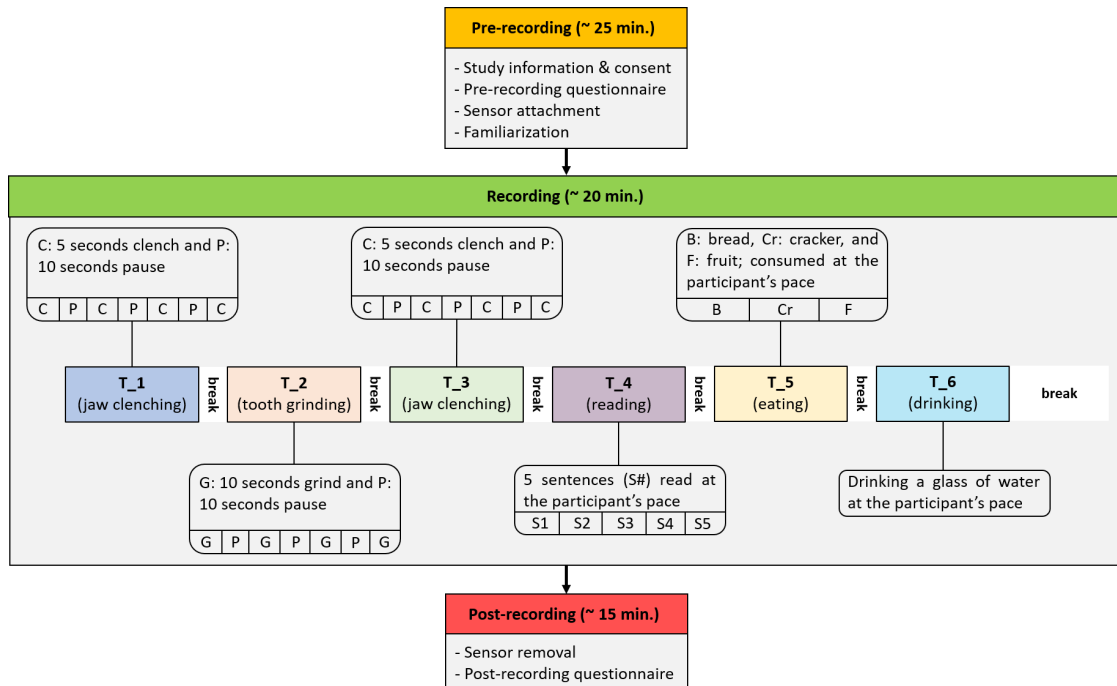 Pre-recording (~ 25 min.)
- Study information & consent
- Pre-recording questionnaire
- Sensor attachment
- Familiarization
Recording (~ 20 min.)
C: 5 seconds clench and P:
10 seconds pause
C P C P C P C
C: 5 seconds clench and P:
10 seconds pause
C P C P C P C
B: bread, Cr: cracker, and
F: fruit; consumed at the
participant's pace
B Cr F
T_1
(jaw clenching)
break
T_2
(tooth grinding)
break
T_3
(jaw clenching)
break
T_4
(reading)
break
T_5
(eating)
break
T_6
(drinking)
break
G: 10 seconds grind and P:
10 seconds pause
G P G P G P G
5 sentences (S#) read at
the participant's pace
S1 S2 S3 S4 S5
Drinking a glass of water
at the participant's pace
Post-recording (~ 15 min.)
- Sensor removal
- Post-recording questionnaire